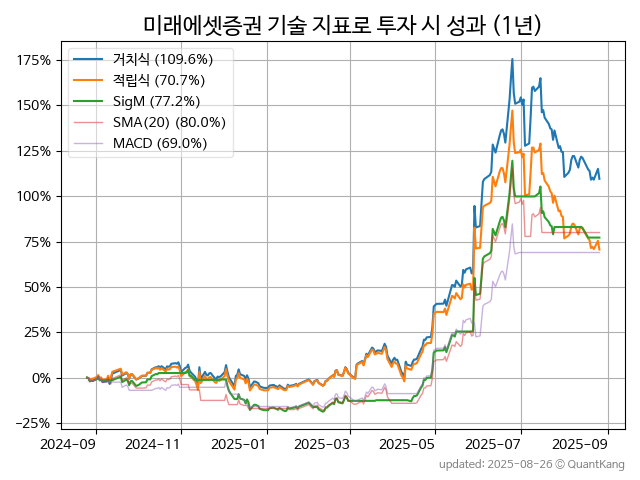 미래에셋증권 기술 지표로 투자 시 성과 (1년)
175%
150%
125%
100%
75%
50%
25%
0%
−25%
거치식 (109.6%)
적립식 (70.7%)
SigM (77.2%)
SMA(20) (80.0%)
MACD (69.0%)
2024-09 2024-11 2025-01 2025-03 2025-05 2025-07 2025-09
updated: 2025-08-26 © QuantKang